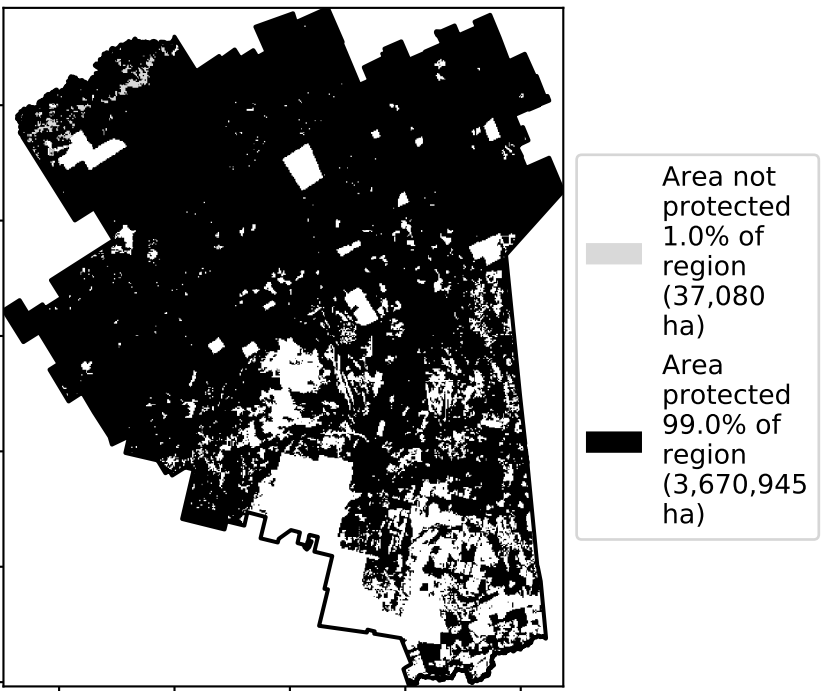 Area not
protected
1.0% of
region
(37,080
ha)
Area
protected
99.0% of
region
(3,670,945
ha)